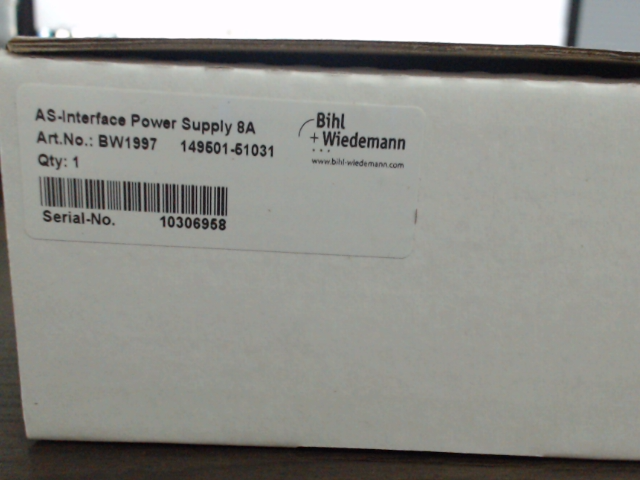 AS-Interface Power Supply 8A
Art.No.: BW1997 149501-51031
Qty: 1
Serial-No. 10306958
Bihl
+ Wiedemann
www.bihl-wiedemann.com